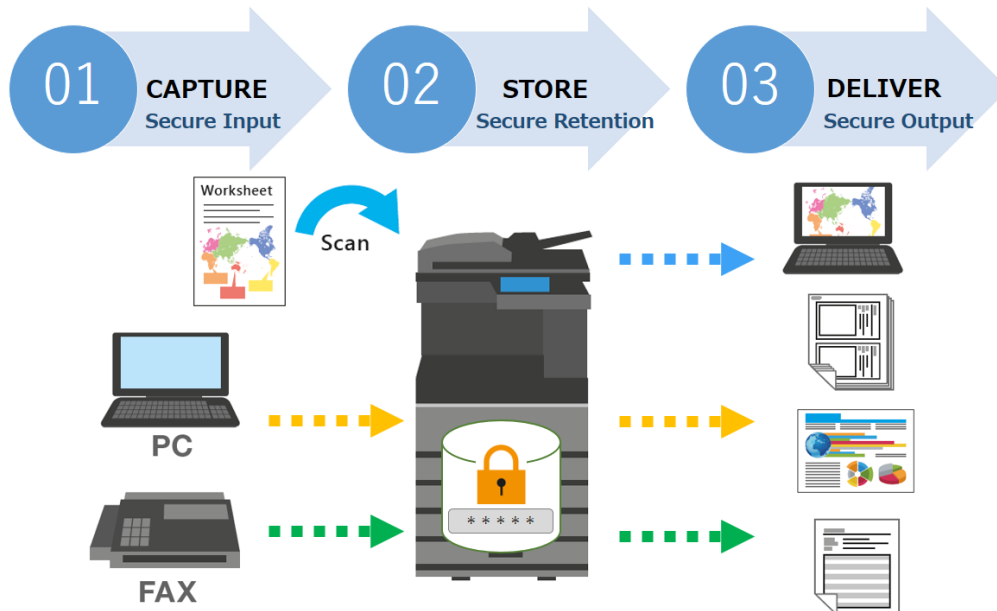 01
CAPTURE
Secure Input
02
STORE
Secure Retention
03
DELIVER
Secure Output
Worksheet
Scan
PC
*****
FAX